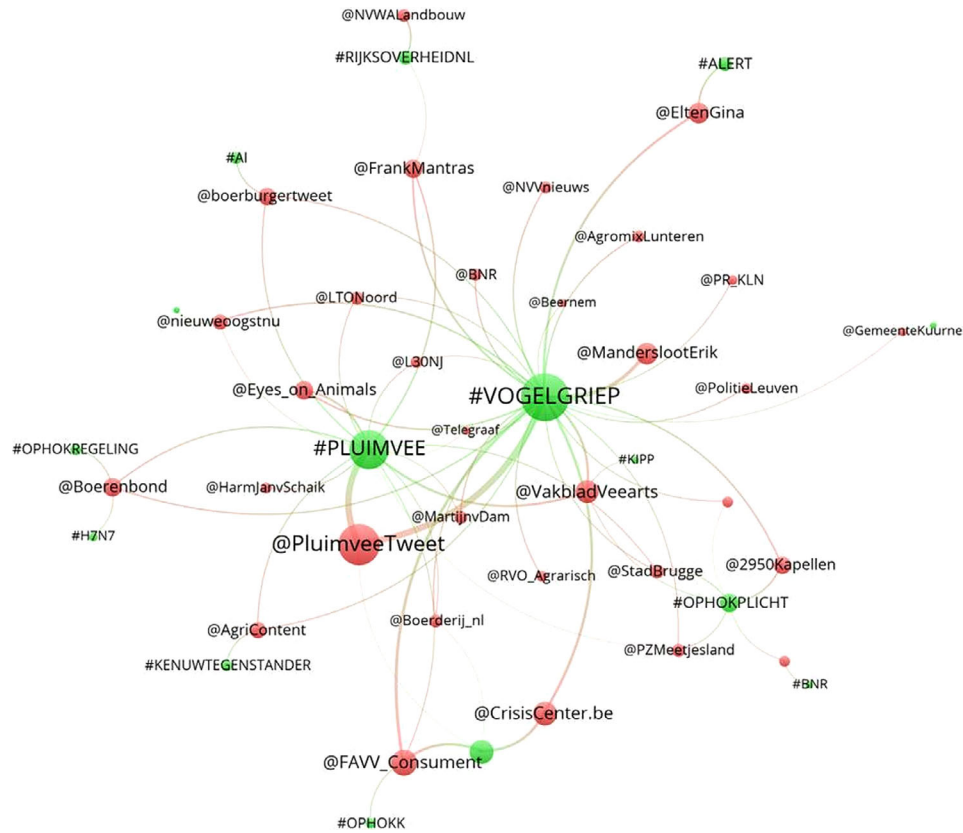 @NVWALandbouw
#RIJKSOVERHEIDNL
#ALERT
@EltenGina
#AI
@FrankMantras
@boerburgertweet
@NVVnieuws
@AgromixLunteren
@BNR
@PR_KLN
@LTONoord
@Beernem
@nieuweoogstnu
@GemeenteKuurne
@ManderslootErik
@L30NJ
@Eyes_on_Animals
@PolitieLeuven
#VOGELGRIEP
@Telegraaf
#PLUIMVEE
#OPHOKREGELING
#KIPP
@Boerenbond
@HarmJanvSchaik
@VakbladVeearts
@MartijnvDam
#H7N7
@PluimveeTweet
@2950Kapellen
@RVO_Agrarisch
@StadBrugge
#OPHOKPLICHT
@Boerderij_nl
@AgriContent
@PZMeetjesland
#KENUWTEGENSTANDER
#BNR
@CrisisCenter.be
@FAVV_Consument
#OPHOKK